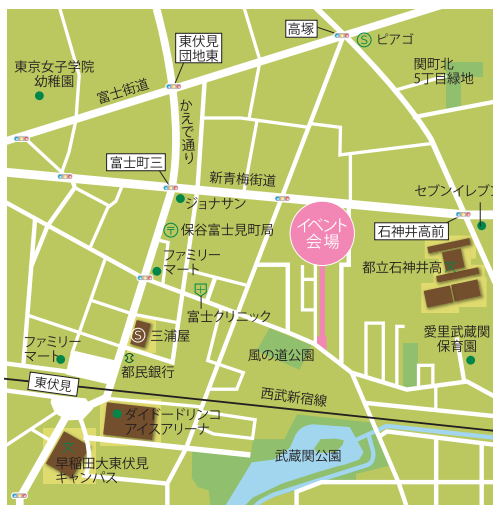 高塚
ピアゴ
東伏見
団地東
東京女子学院
幼稚園
関町北
5丁目緑地
富士街道
かえで通り
富士町三
新青梅街道
セブンイレブン
ジョナサン
イベント
会場
石神井高前
保谷富士見町局
ファミリー
マート
都立石神井高
富士クリニック
三浦屋
愛里武蔵関
保育園
ファミリー
マート
風の道公園
都民銀行
東伏見
西武新宿線
ダイドードリンコ
アイスアリーナ
武蔵関公園
早稲田大東伏見
キャンパス